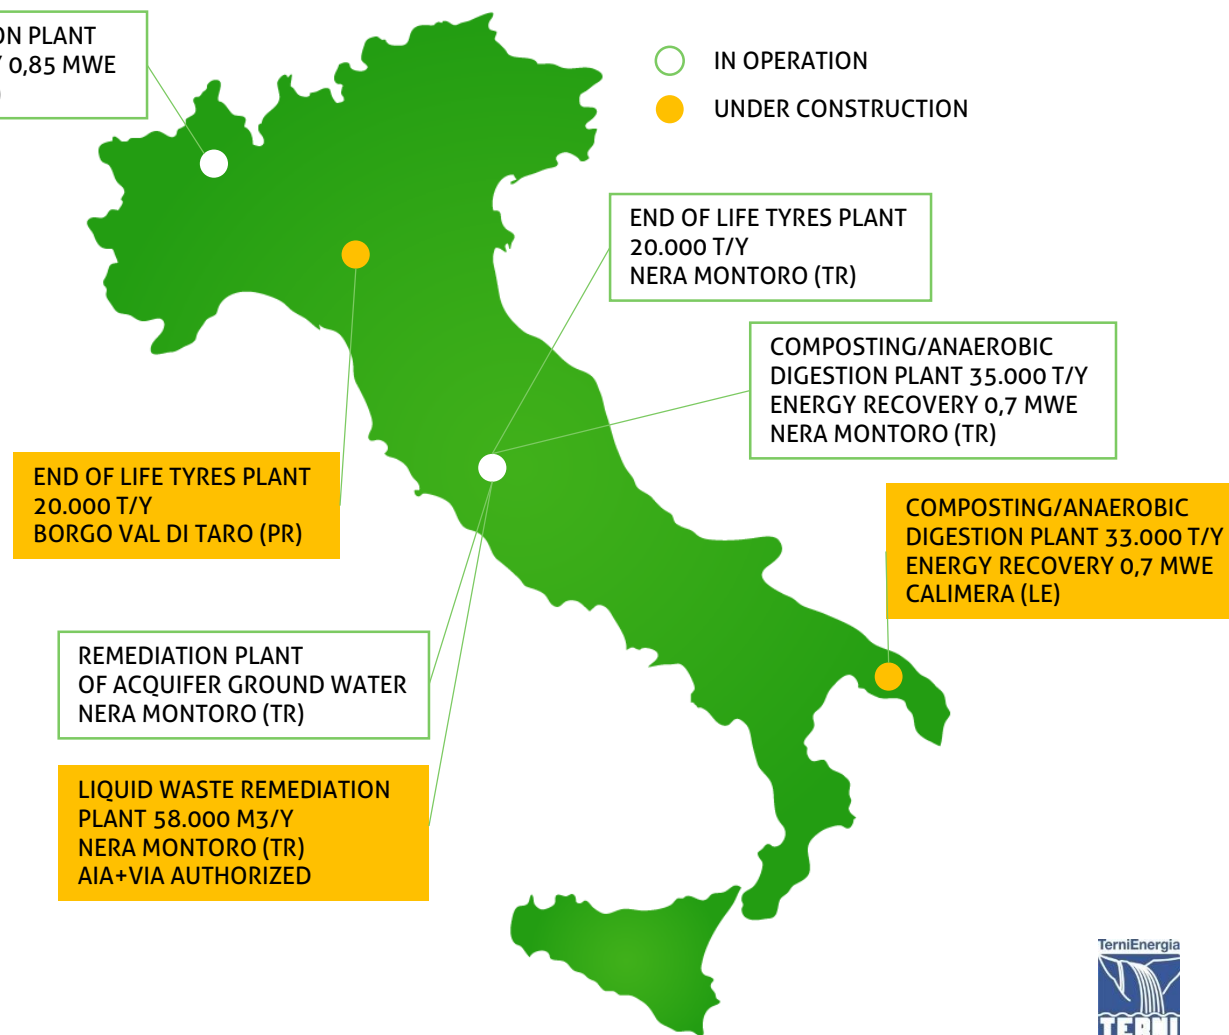 ON PLANT
0,85 MWE
IN OPERATION
UNDER CONSTRUCTION
END OF LIFE TYRES PLANT
20.000 T/Y
NERA MONTORO (TR)
COMPOSTING/ANAEROBIC
DIGESTION PLANT 35.000 T/Y
ENERGY RECOVERY 0,7 MWE
NERA MONTORO (TR)
END OF LIFE TYRES PLANT
20.000 T/Y
BORGO VAL DI TARO (PR)
COMPOSTING/ANAEROBIC
DIGESTION PLANT 33.000 T/Y
ENERGY RECOVERY 0,7 MWE
CALIMERA (LE)
REMEDIATION PLANT
OF ACQUIFER GROUND WATER
NERA MONTORO (TR)
LIQUID WASTE REMEDIATION
PLANT 58.000 M3/Y
NERA MONTORO (TR)
AIA+VIA AUTHORIZED
TerniEnergia
TERNI